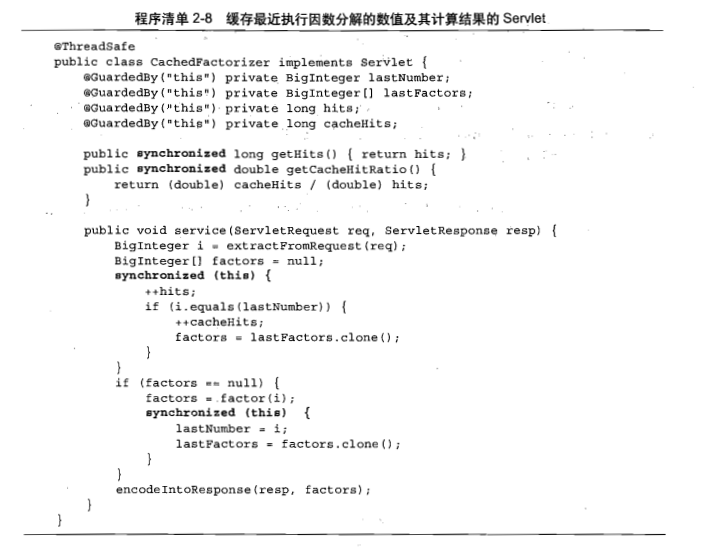 程序清单 2-8 缓存最近执行因数分解的数值及其计算结果的 Servlet
@ThreadSafe
public class CachedFactorizer implements Servlet {
@GuardedBy("this") private BigInteger lastNumber;
@GuardedBy("this") private BigInteger[] lastFactors;
@GuardedBy("this") private long hits;
@GuardedBy("this") private long cacheHits;
public synchronized long getHits() { return hits; }
public synchronized double getCacheHitRatio() {
return (double) cacheHits / (double) hits;
}
public void service(ServletRequest req, ServletResponse resp) {
BigInteger i = extractFromRequest(req);
BigInteger[] factors = null;
synchronized (this) {
++hits;
if (i.equals(lastNumber)) {
++cacheHits;
factors = lastFactors.clone();
}
}
if (factors == null) {
factors = factor(i);
synchronized (this) {
lastNumber = i;
lastFactors = factors.clone();
}
}
encodeIntoResponse(resp, factors);
}
}